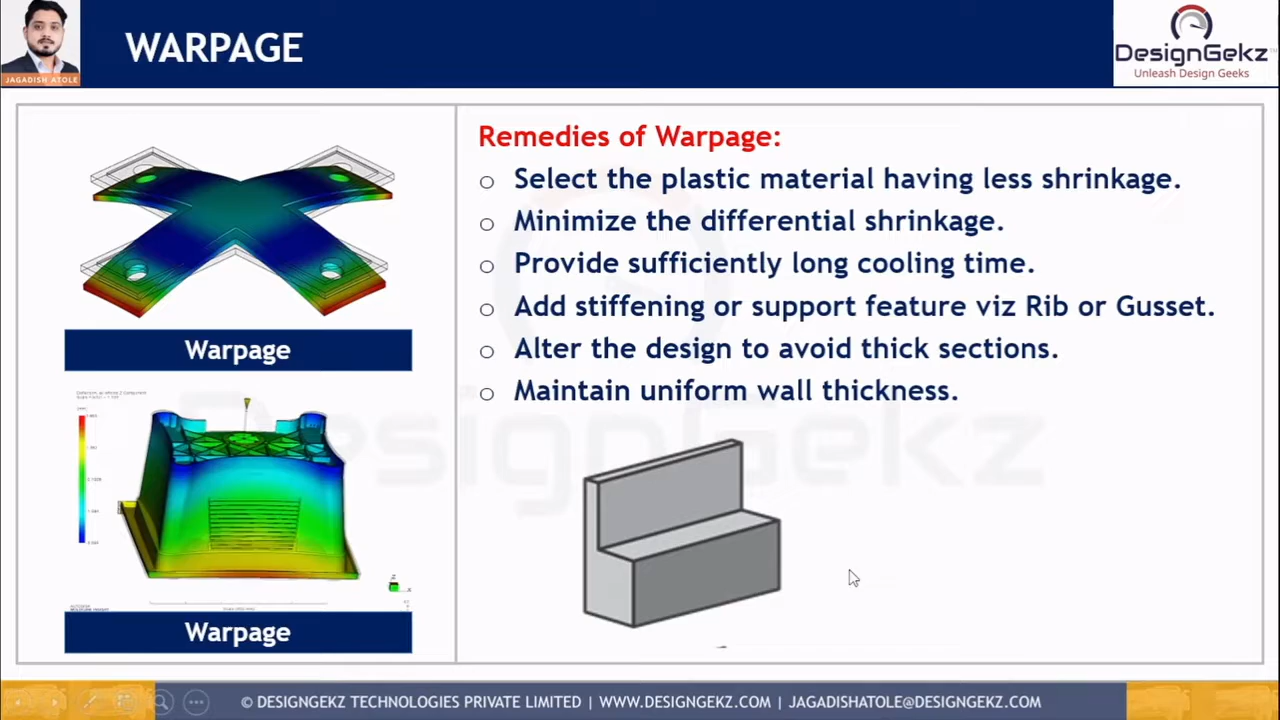 WARPAGE
JAGADISH ATOLE
DesignGekz
Unleash Design Geeks
Remedies of Warpage:
Select the plastic material having less shrinkage.
Minimize the differential shrinkage.
Provide sufficiently long cooling time.
Add stiffening or support feature viz Rib or Gusset.
Alter the design to avoid thick sections.
Maintain uniform wall thickness.
Warpage
Warpage
DesignGekz
© DESIGNGEKZ TECHNOLOGIES PRIVATE LIMITED | WWW.DESIGNGEKZ.COM | JAGADISHATOLE@DESIGNGEKZ.COM